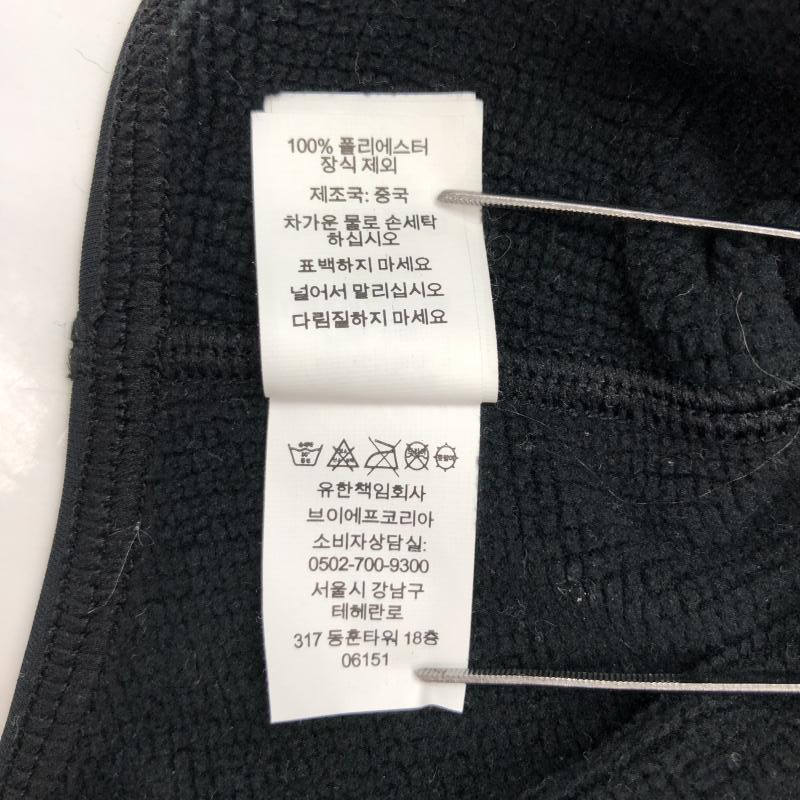 100% 폴리에스터
장식 제외
제조국: 중국
차가운 물로 손세탁
하십시오
표백하지 마세요
널어서 말리십시오
다림질하지 마세요
유한책임회사
브이에프코리아
소비자상담실:
0502-700-9300
서울시 강남구
테헤란로
317 동훈타워 18층
06151